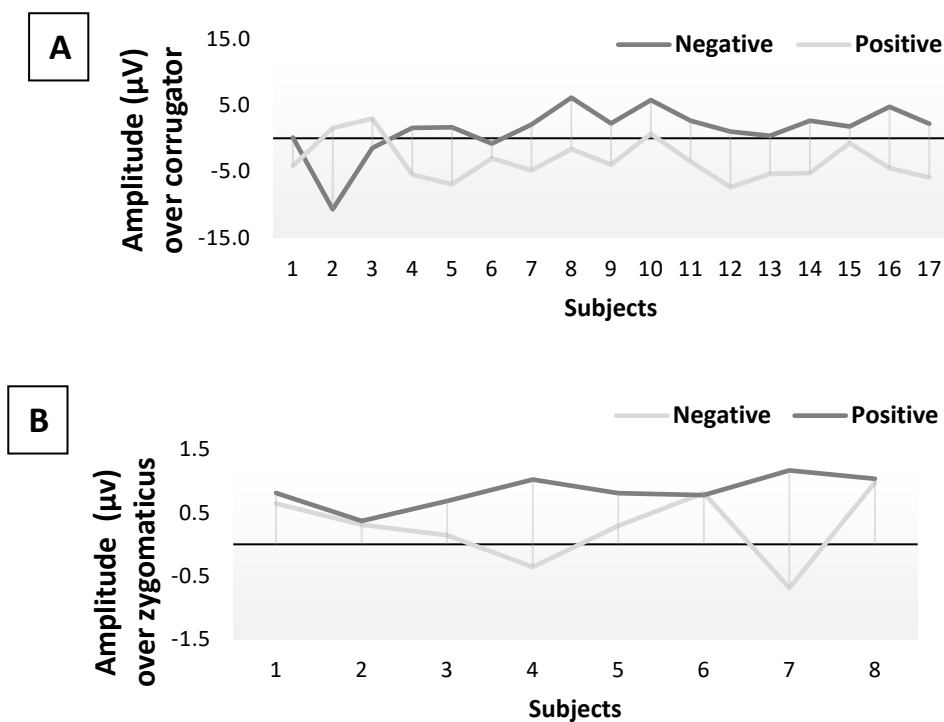 A
Amplitude (µV)
over corrugator
15.0
5.0
-5.0
-15.0
Negative
Positive
1 2 3 4 5 6 7 8 9 10 11 12 13 14 15 16 17
Subjects
B
Amplitude (µv)
over zygomaticus
1.5
0.5
-0.5
-1.5
Negative
Positive
1 2 3 4 5 6 7 8
Subjects